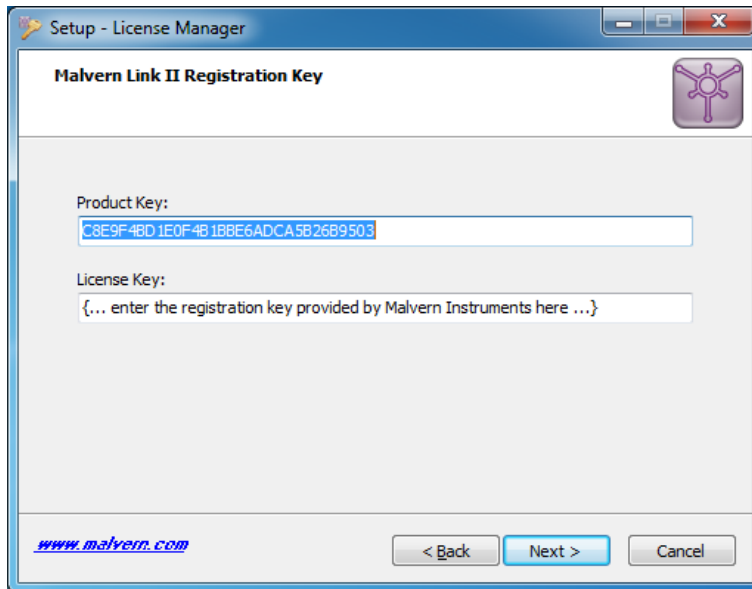 Setup - License Manager
Malvern Link II Registration Key
Product Key:
C8E9F4BD1E0F4B1BBE6ADCA5B26B9503
License Key:
{... enter the registration key provided by Malvern Instruments here ...}
www.malvern.com
< Back
Next >
Cancel